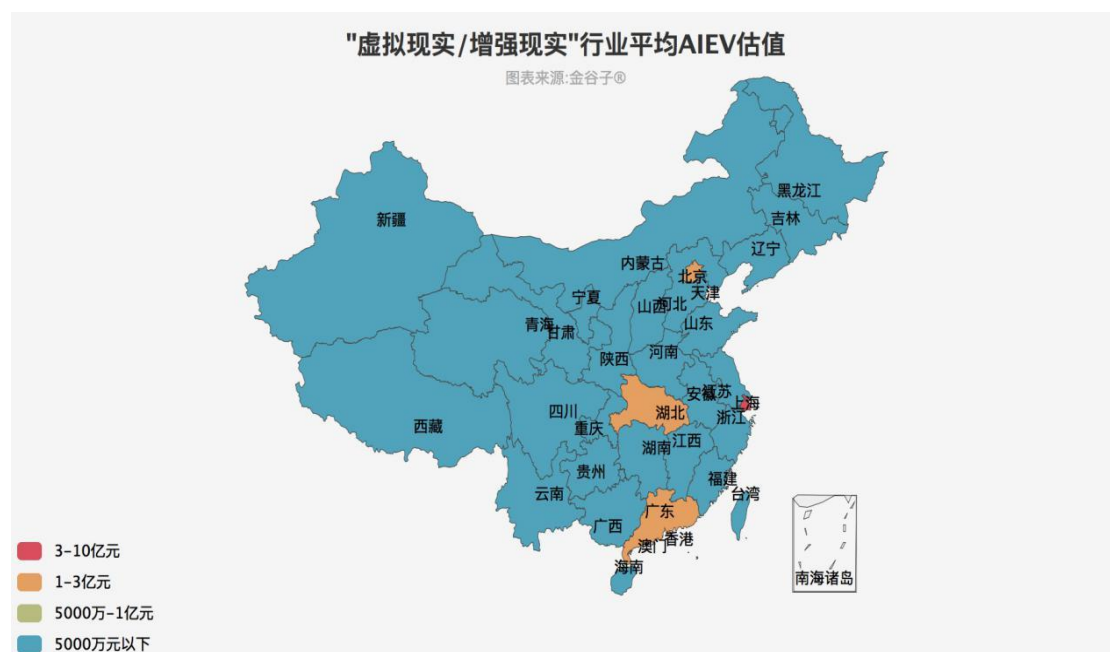 "虚拟现实/增强现实"行业平均AIEV估值
图表来源:金谷子®
黑龙江
吉林
新疆
辽宁
内蒙古
北京
天津
宁夏
山西
河北
青海
甘肃
山东
陕西
河南
安徽
江苏
上海
四川
湖北
浙江
西藏
重庆
湖南
江西
贵州
福建
云南
台湾
广东
广西
香港
澳门
海南
南海诸岛
3-10亿元
1-3亿元
5000万-1亿元
5000万元以下